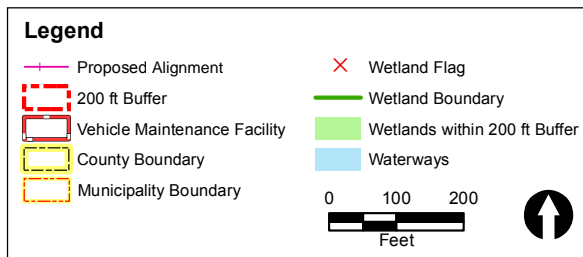 Legend
Proposed Alignment
200 ft Buffer
Vehicle Maintenance Facility
County Boundary
Municipality Boundary
Wetland Flag
Wetland Boundary
Wetlands within 200 ft Buffer
Waterways
0 100 200
Feet